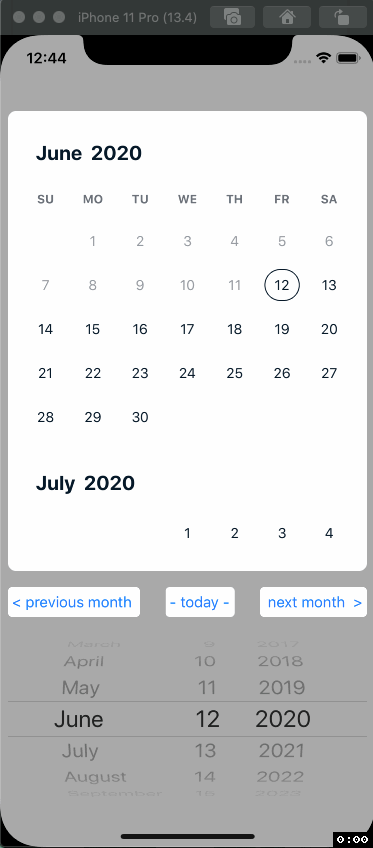 iPhone 11 Pro (13.4)
12:44
June 2020
SU MO TU WE TH FR SA
1 2 3 4 5 6
7 8 9 10 11 12 13
14 15 16 17 18 19 20
21 22 23 24 25 26 27
28 29 30
July 2020
1 2 3 4
< previous month - today - next month >
March 9 2017
April 10 2018
May 11 2019
June 12 2020
July 13 2021
August 14 2022
September 15 2023
0:00